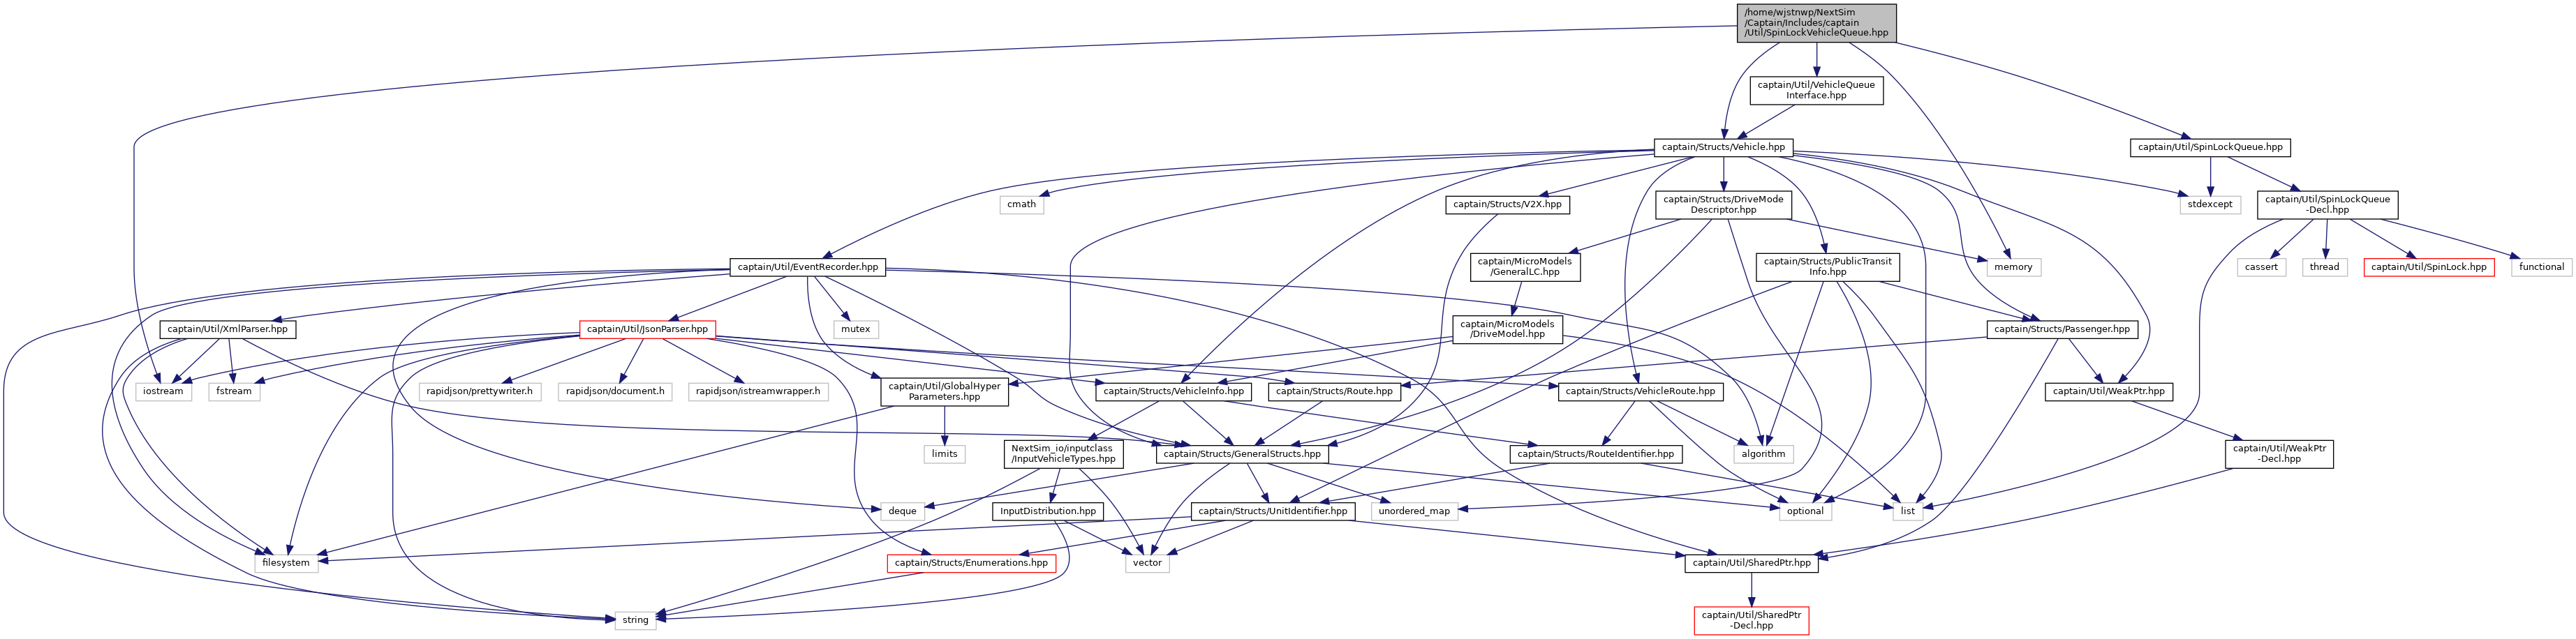 /home/wjstnwp/NextSim
/Captain/Includes/captain
/Util/SpinLockVehicleQueue.hpp
captain/Util/VehicleQueue
Interface.hpp
captain/Structs/Vehicle.hpp
captain/Util/SpinLockQueue.hpp
cmath
captain/Structs/V2X.hpp
captain/Structs/DriveMode
Descriptor.hpp
stdexcept
captain/Util/SpinLockQueue
-Decl.hpp
captain/Util/EventRecorder.hpp
captain/MicroModels
/GeneralLC.hpp
captain/Structs/PublicTransit
Info.hpp
memory
cassert
thread
captain/Util/SpinLock.hpp
functional
captain/Util/XmlParser.hpp
captain/Util/JsonParser.hpp
mutex
captain/MicroModels
/DriveModel.hpp
captain/Structs/Passenger.hpp
iostream
fstream
rapidjson/prettywriter.h
rapidjson/document.h
rapidjson/istreamwrapper.h
captain/Util/GlobalHyper
Parameters.hpp
captain/Structs/VehicleInfo.hpp
captain/Structs/Route.hpp
captain/Structs/VehicleRoute.hpp
captain/Util/WeakPtr.hpp
limits
NextSim_io/inputclass
/InputVehicleTypes.hpp
captain/Structs/GeneralStructs.hpp
captain/Structs/RouteIdentifier.hpp
algorithm
captain/Util/WeakPtr
-Decl.hpp
deque
InputDistribution.hpp
captain/Structs/UnitIdentifier.hpp
unordered_map
optional
list
filesystem
captain/Structs/Enumerations.hpp
vector
captain/Util/SharedPtr.hpp
string
captain/Util/SharedPtr
-Decl.hpp